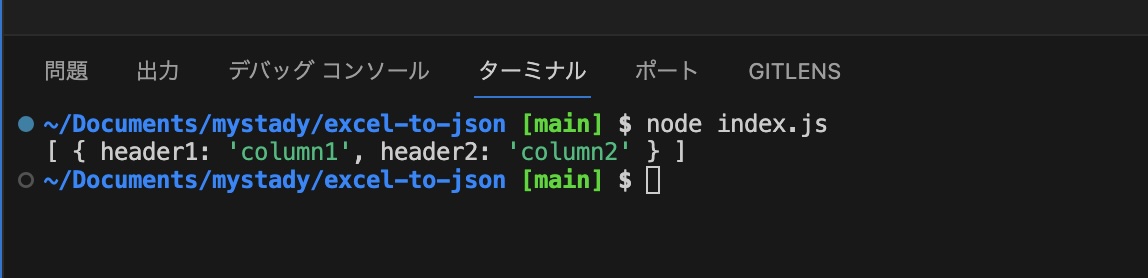 問題 出力 デバッグ コンソール ターミナル ポート GITLENS
~/Documents/mystady/excel-to-json [main] $ node index.js
[ { header1: 'column1', header2: 'column2' } ]
~/Documents/mystady/excel-to-json [main] $